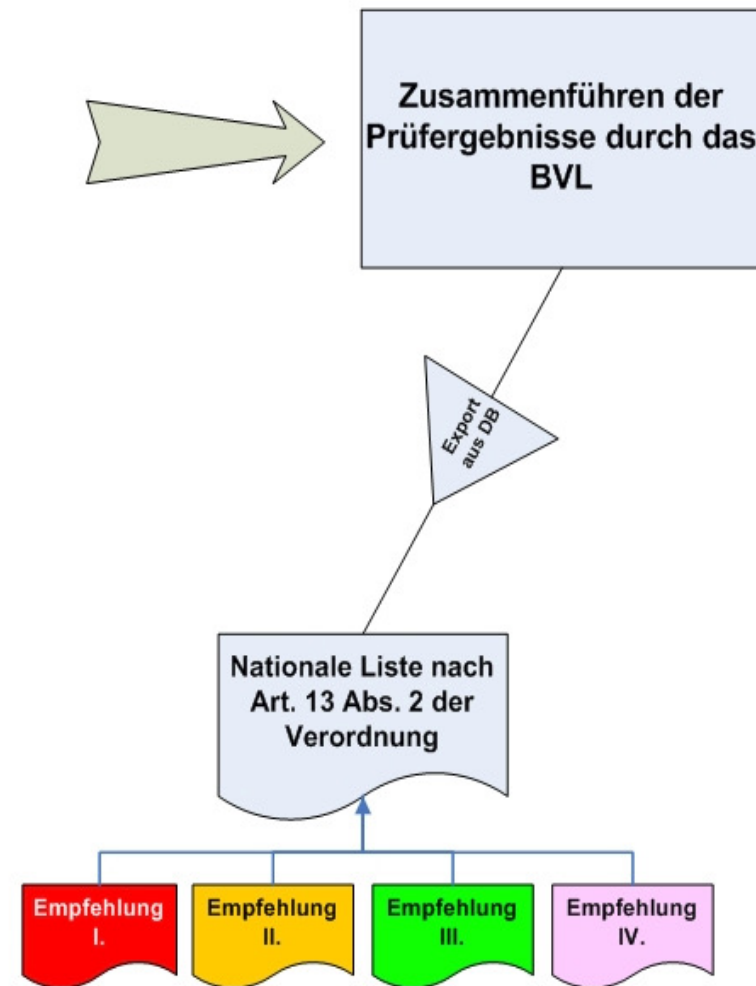 Zusammenführen der
Prüfergebnisse durch das
BVL
Export
aus DB
Nationale Liste nach
Art. 13 Abs. 2 der
Verordnung
Empfehlung
I.
Empfehlung
II.
Empfehlung
III.
Empfehlung
IV.